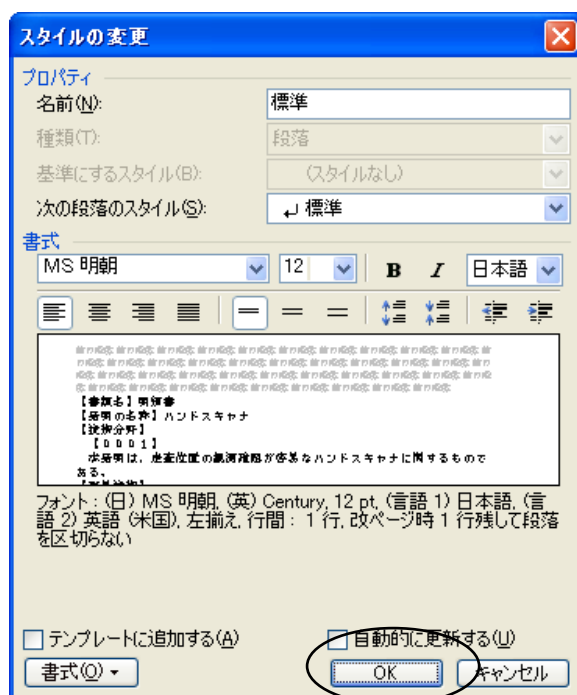 スタイルの変更
プロパティ
名前(N): 標準
種類(T): 段落
基準にするスタイル(B): (スタイルなし)
次の段落のスタイル(S): ↵ 標準
書式
MS 明朝 12 B I 日本語
【書類名】明細書
【発明の名称】ハンドスキャナ
【技術分野】
【0001】
本発明は、走査位置の観測確認が容易なハンドスキャナに関するもので
ある。
フォント : (日) MS 明朝, (英) Century, 12 pt, (言語 1) 日本語, (言
語 2) 英語 (米国), 左揃え, 行間 : 1 行, 改ページ時 1 行残して段落
を区切らない
テンプレートに追加する(A) 自動的に更新する(U)
書式(O) OK キャンセル